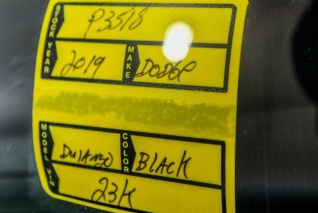 STOCK P3518
YEAR 2019 MAKE DODGE
MODEL DURANGO COLOR BLACK
23K